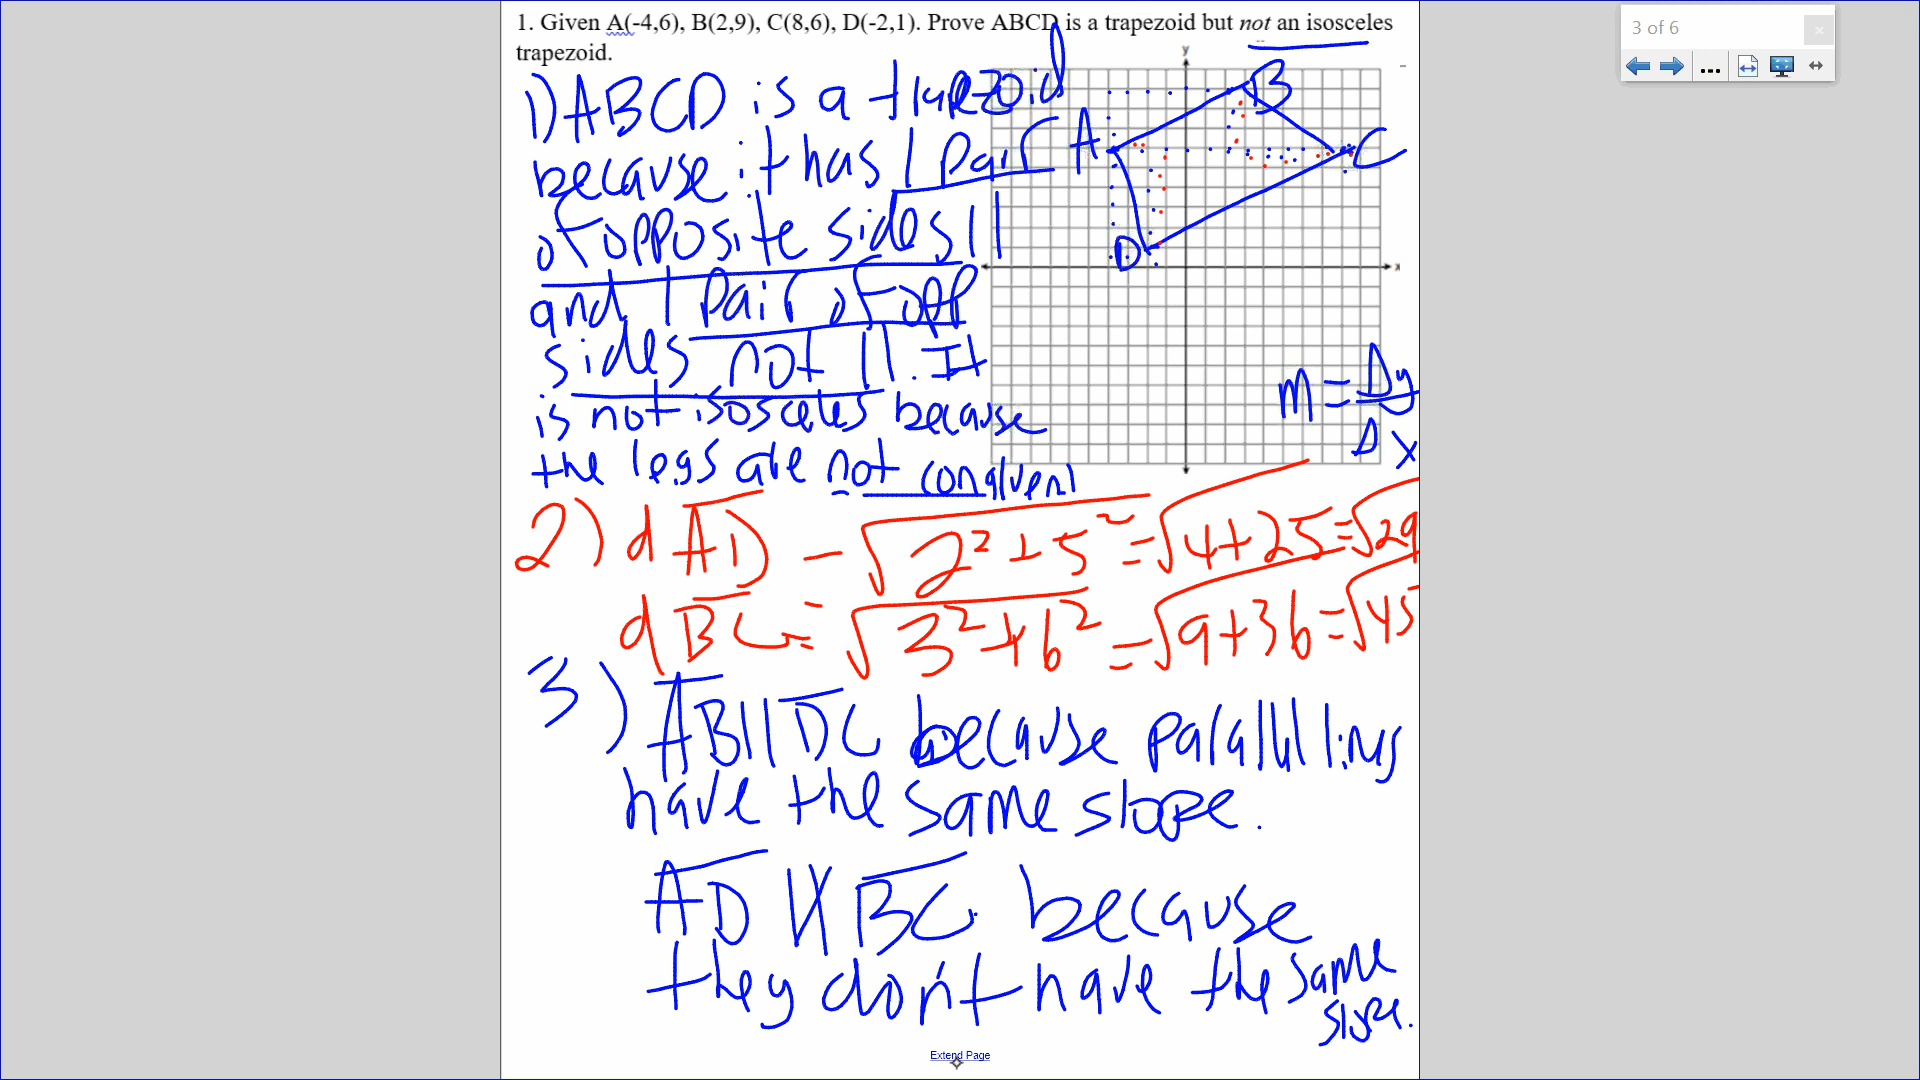 1. Given A(-4,6), B(2,9), C(8,6), D(-2,1). Prove ABCD is a trapezoid but not an isosceles
trapezoid.
3 of 6
1) ABCD is a trapezoid
because it has 1 pair
of opposite sides ||
and 1 pair of opp
sides not ||. It
is not isosceles because
the legs are not congruent
y
x
A
B
C
D
m = Δy
Δx
2) d AD = √2² + 5² = √4+25 = √29
d BC = √3² + 6² = √9+36 = √45
3) AB || DC because parallel lines
have the same slope.
AD ∦ BC because
they don't have the same
slope.
Extend Page